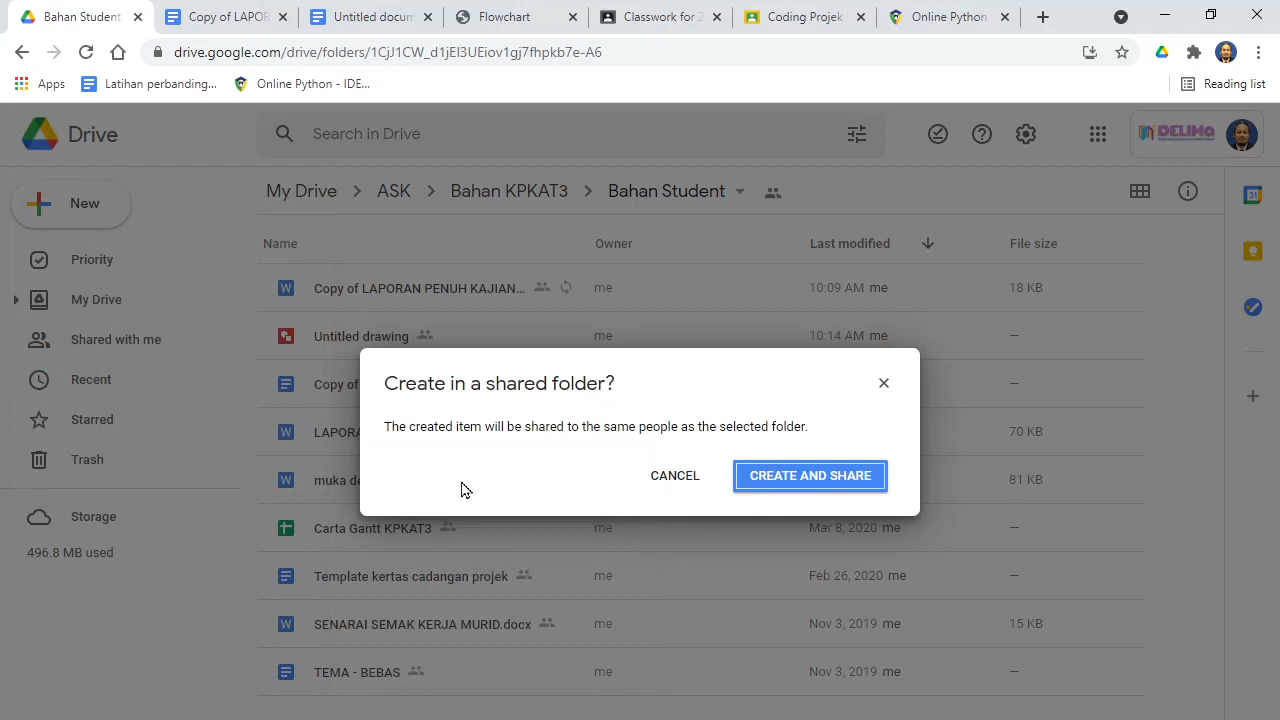 Bahan Student
Copy of LAPOR
Untitled docum
Flowchart
Classwork for 2
Coding Projek
Online Python
drive.google.com/drive/folders/1CjJ1CW_d1jEI3UEiov1gj7fhpkb7e-A6
Apps
Latihan perbanding...
Online Python - IDE...
Reading list
Drive
Search in Drive
DELIMa
My Drive
ASK
Bahan KPKAT3
Bahan Student
New
Name
Owner
Last modified
File size
Priority
My Drive
Shared with me
Recent
Starred
Trash
Storage
496.8 MB used
Copy of LAPORAN PENUH KAJIAN...
me
10:09 AM me
18 KB
Untitled drawing
me
10:14 AM me
—
Copy of
—
LAPORA
70 KB
muka de
81 KB
Create in a shared folder?
The created item will be shared to the same people as the selected folder.
CANCEL
CREATE AND SHARE
Carta Gantt KPKAT3
me
Mar 8, 2020 me
—
Template kertas cadangan projek
me
Feb 26, 2020 me
—
SENARAI SEMAK KERJA MURID.docx
me
Nov 3, 2019 me
15 KB
TEMA - BEBAS
me
Nov 3, 2019 me
—
31